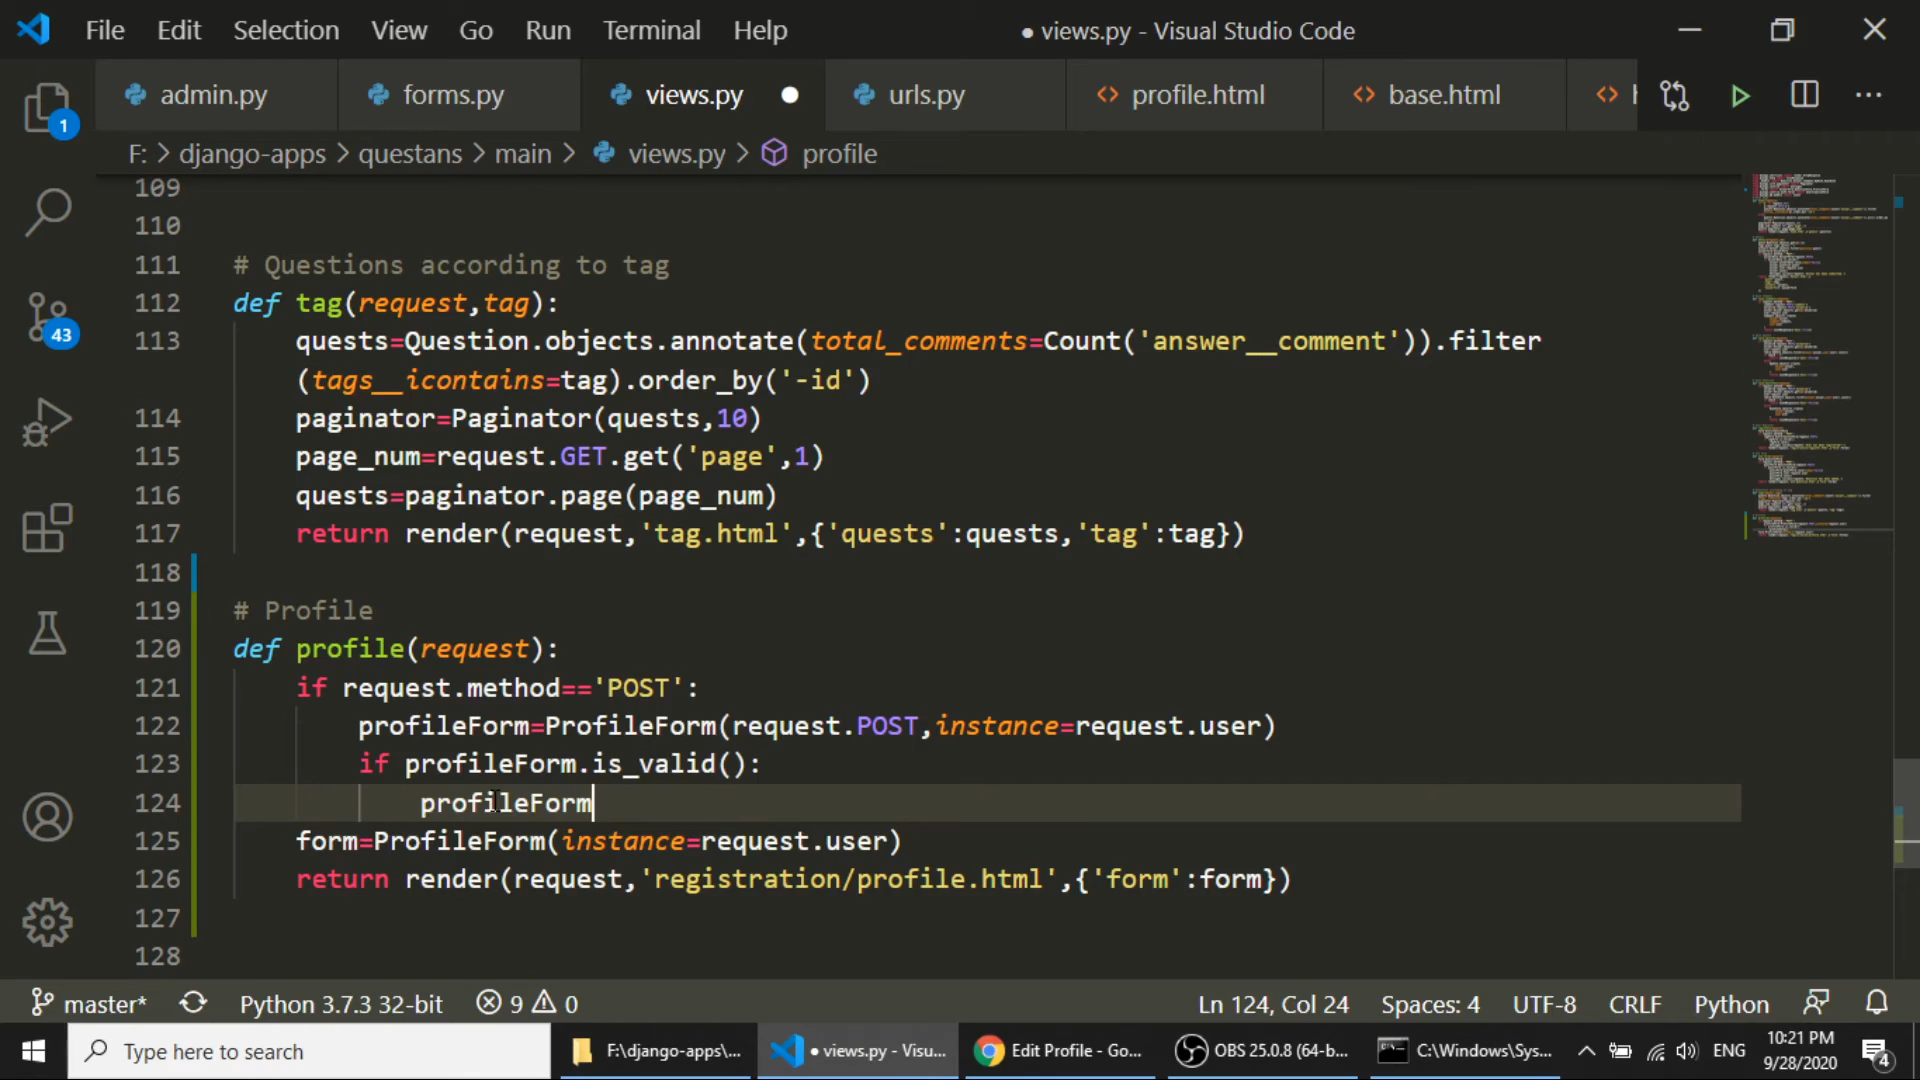 File Edit Selection View Go Run Terminal Help ● views.py - Visual Studio Code
admin.py forms.py views.py urls.py profile.html base.html
1
F: > django-apps > questans > main > views.py > profile
109
110
111 # Questions according to tag
112 def tag(request,tag):
113 quests=Question.objects.annotate(total_comments=Count('answer__comment')).filter
(tags__icontains=tag).order_by('-id')
114 paginator=Paginator(quests,10)
115 page_num=request.GET.get('page',1)
116 quests=paginator.page(page_num)
117 return render(request,'tag.html',{'quests':quests,'tag':tag})
43
118
119 # Profile
120 def profile(request):
121 if request.method=='POST':
122 profileForm=ProfileForm(request.POST,instance=request.user)
123 if profileForm.is_valid():
124 profileForm
125 form=ProfileForm(instance=request.user)
126 return render(request,'registration/profile.html',{'form':form})
127
128
master* Python 3.7.3 32-bit 9 0 Ln 124, Col 24 Spaces: 4 UTF-8 CRLF Python
Type here to search F:\django-apps\... ● views.py - Visu... Edit Profile - Go... OBS 25.0.8 (64-b... C:\Windows\Sys... ENG 10:21 PM
9/28/2020 4